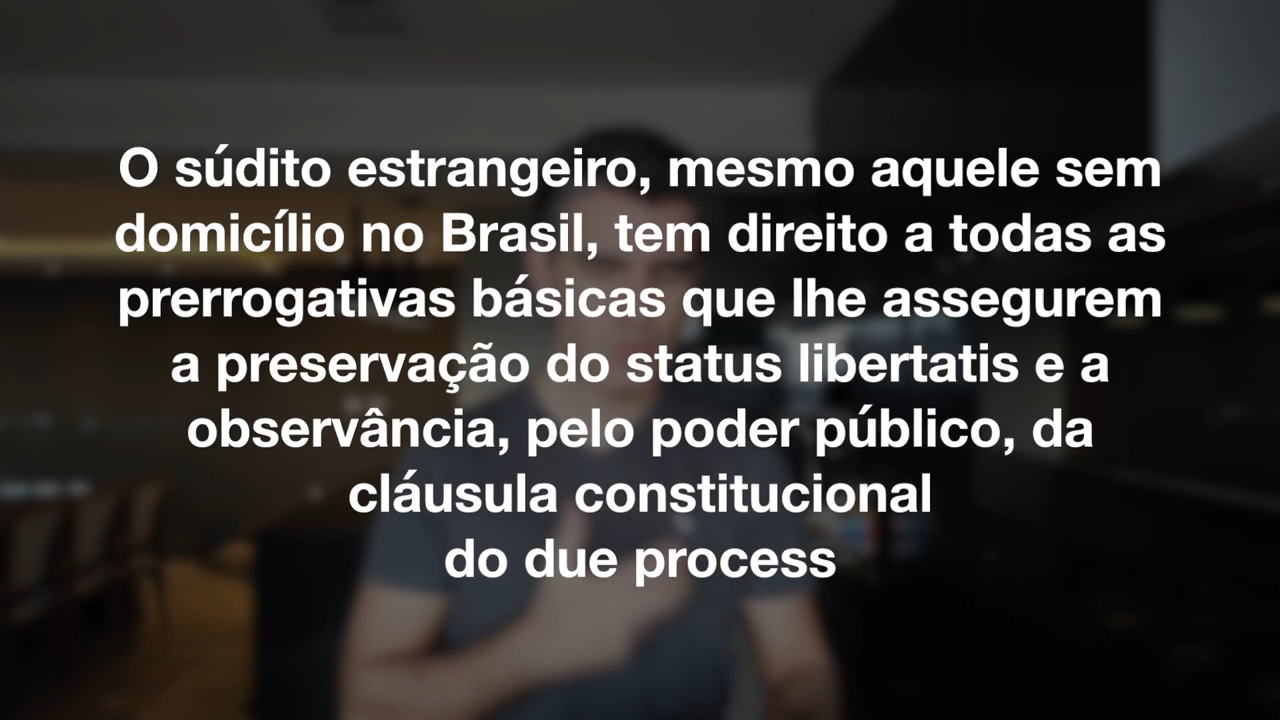 O súdito estrangeiro, mesmo aquele sem
domicílio no Brasil, tem direito a todas as
prerrogativas básicas que lhe assegurem
a preservação do status libertatis e a
observância, pelo poder público, da
cláusula constitucional
do due process